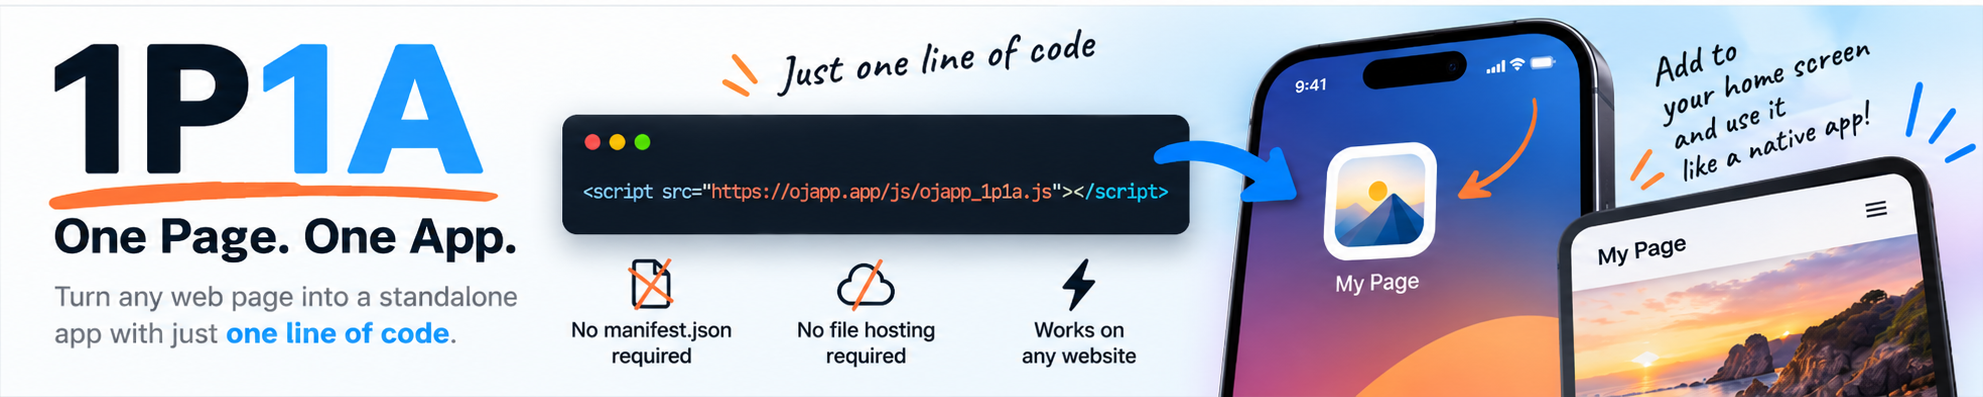 1P1A
One Page. One App.
Turn any web page into a standalone
app with just one line of code.
Just one line of code
<script src="https://ojapp.app/js/ojapp_1p1a.js"></script>
No manifest.json
required
No file hosting
required
Works on
any website
9:41
My Page
Add to
your home screen
and use it
like a native app!
My Page